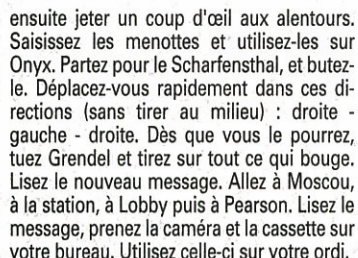 ensuite jeter un coup d'œil aux alentours.
Saisissez les menottes et utilisez-les sur
Onyx. Partez pour le Scharfensthal, et butez-
le. Déplacez-vous rapidement dans ces di-
rections (sans tirer au milieu) : droite -
gauche - droite. Dès que vous le pourrez,
tuez Grendel et tirez sur tout ce qui bouge.
Lisez le nouveau message. Allez à Moscou,
à la station, à Lobby puis à Pearson. Lisez le
message, prenez la caméra et la cassette sur
votre bureau. Utilisez celle-ci sur votre ordi.